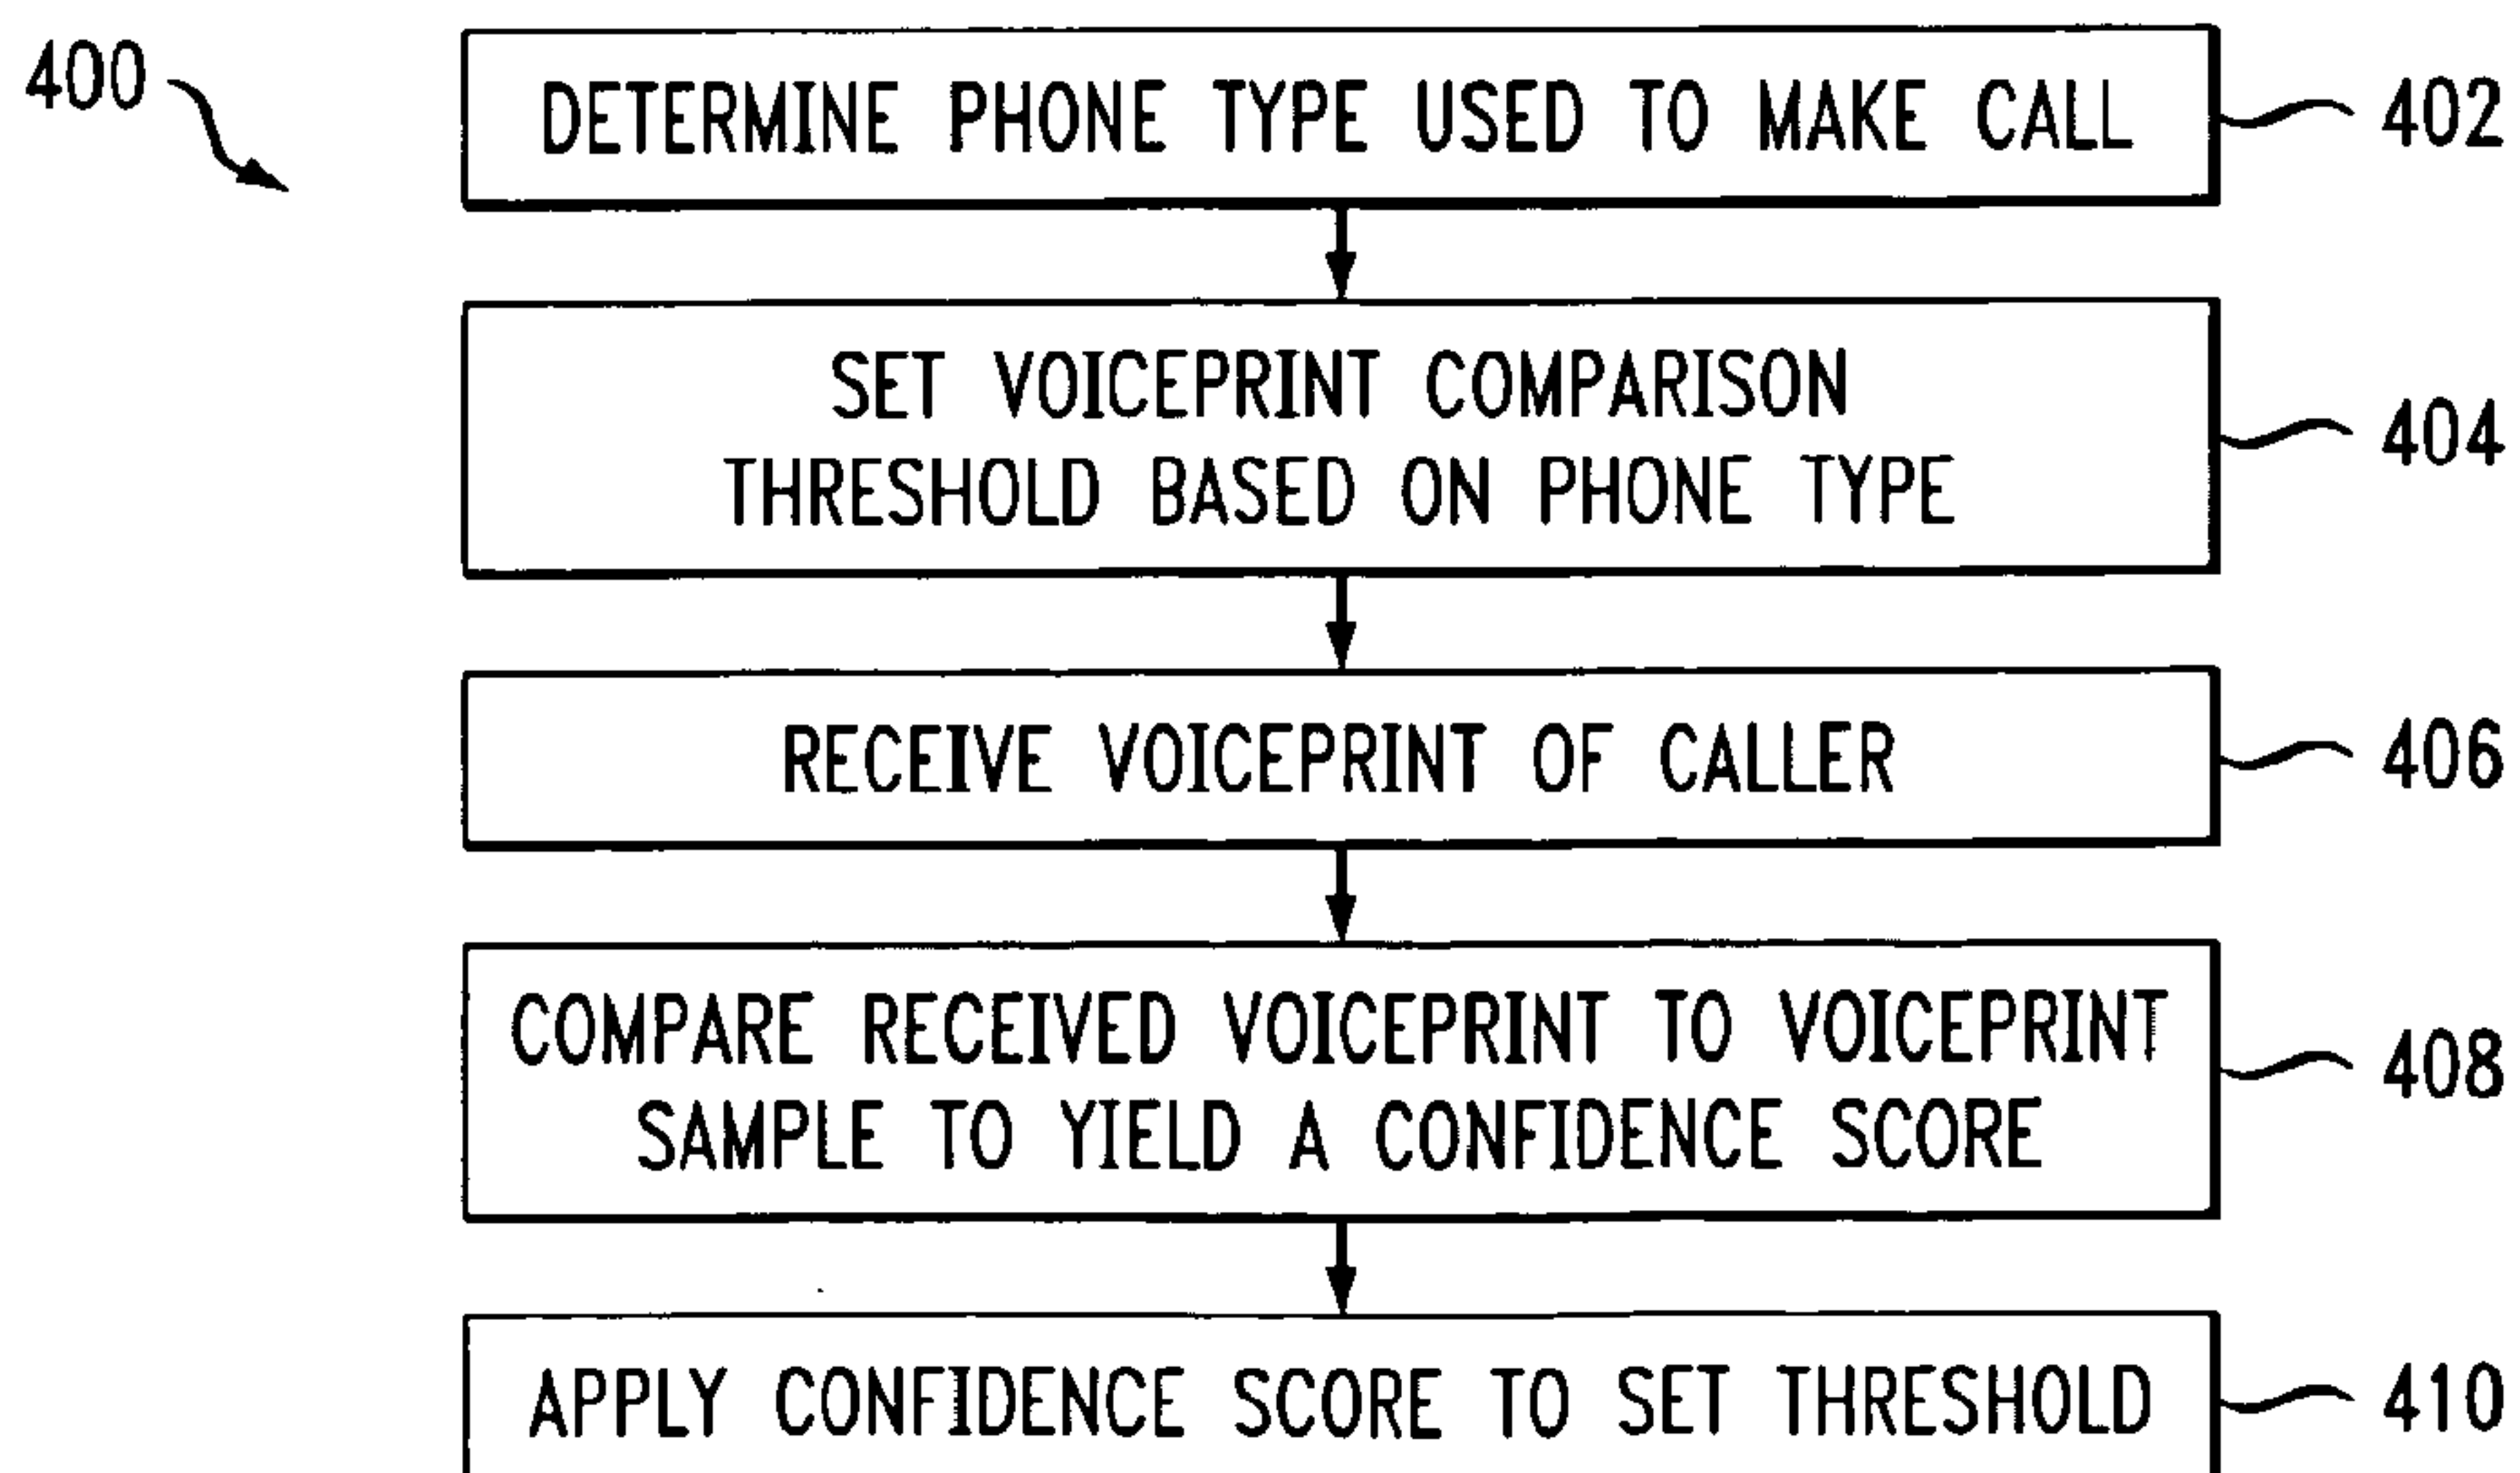 400
DETERMINE PHONE TYPE USED TO MAKE CALL
402
SET VOICEPRINT COMPARISON
THRESHOLD BASED ON PHONE TYPE
404
RECEIVE VOICEPRINT OF CALLER
406
COMPARE RECEIVED VOICEPRINT TO VOICEPRINT
SAMPLE TO YIELD A CONFIDENCE SCORE
408
APPLY CONFIDENCE SCORE TO SET THRESHOLD
410